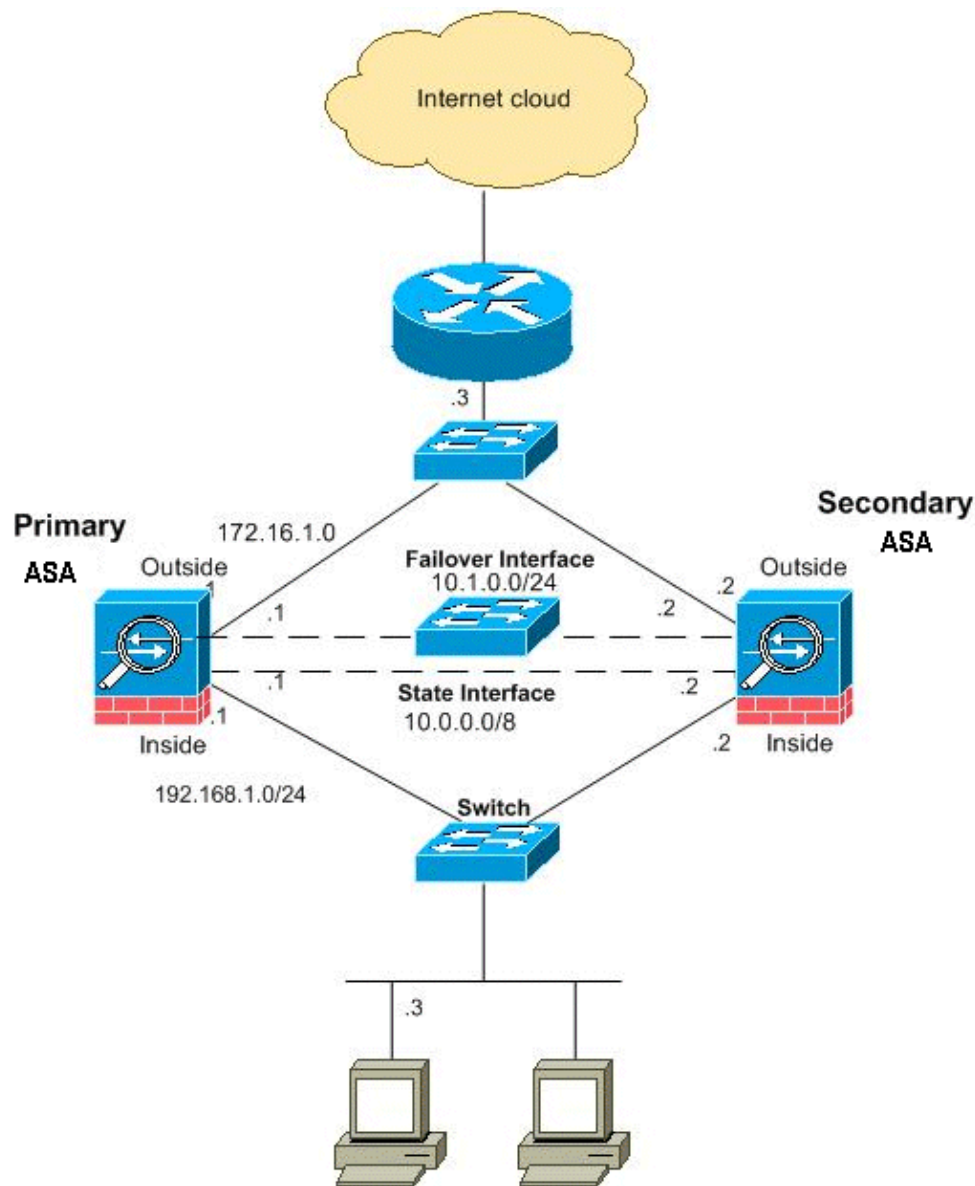 Internet cloud
.3
Primary
ASA
Secondary
ASA
172.16.1.0
Outside
.1
Failover Interface
10.1.0.0/24
.2
Outside
.1
.2
.1
State Interface
10.0.0.0/8
.2
.1
Inside
.2
Inside
192.168.1.0/24
Switch
.3